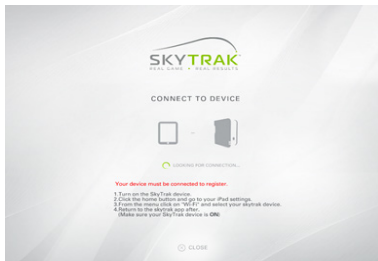 SKYTRAK
REAL GAME • REAL RESULTS
CONNECT TO DEVICE
LOOKING FOR CONNECTION...
Your device must be connected to register.
1.Turn on the SkyTrak device.
2.Click the home button and go to your iPad settings.
3.From the menu click on "Wi-Fi" and select your skytrak device.
4.Return to the skytrak app after.
(Make sure your SkyTrak device is ON)
CLOSE